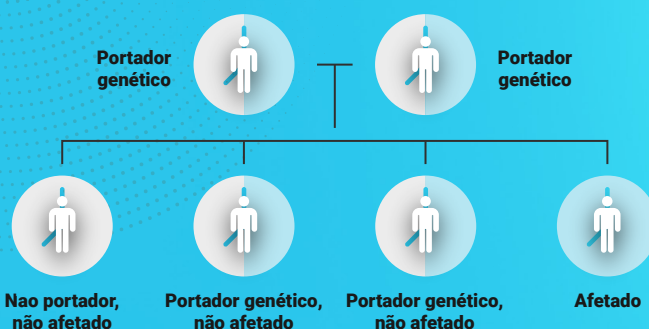 Portador
genético
Portador
genético
Nao portador,
não afetado
Portador genético,
não afetado
Portador genético,
não afetado
Afetado